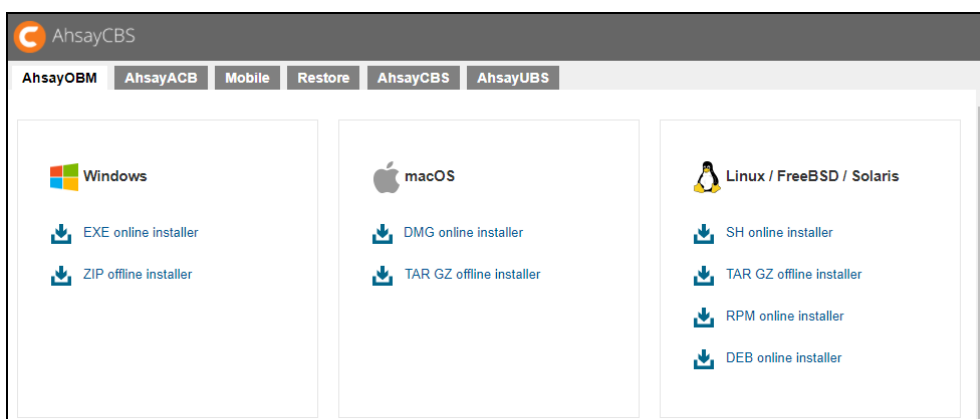 AhsayCBS
AhsayOBM AhsayACB Mobile Restore AhsayCBS AhsayUBS
Windows
EXE online installer
ZIP offline installer
macOS
DMG online installer
TAR GZ offline installer
Linux / FreeBSD / Solaris
SH online installer
TAR GZ offline installer
RPM online installer
DEB online installer